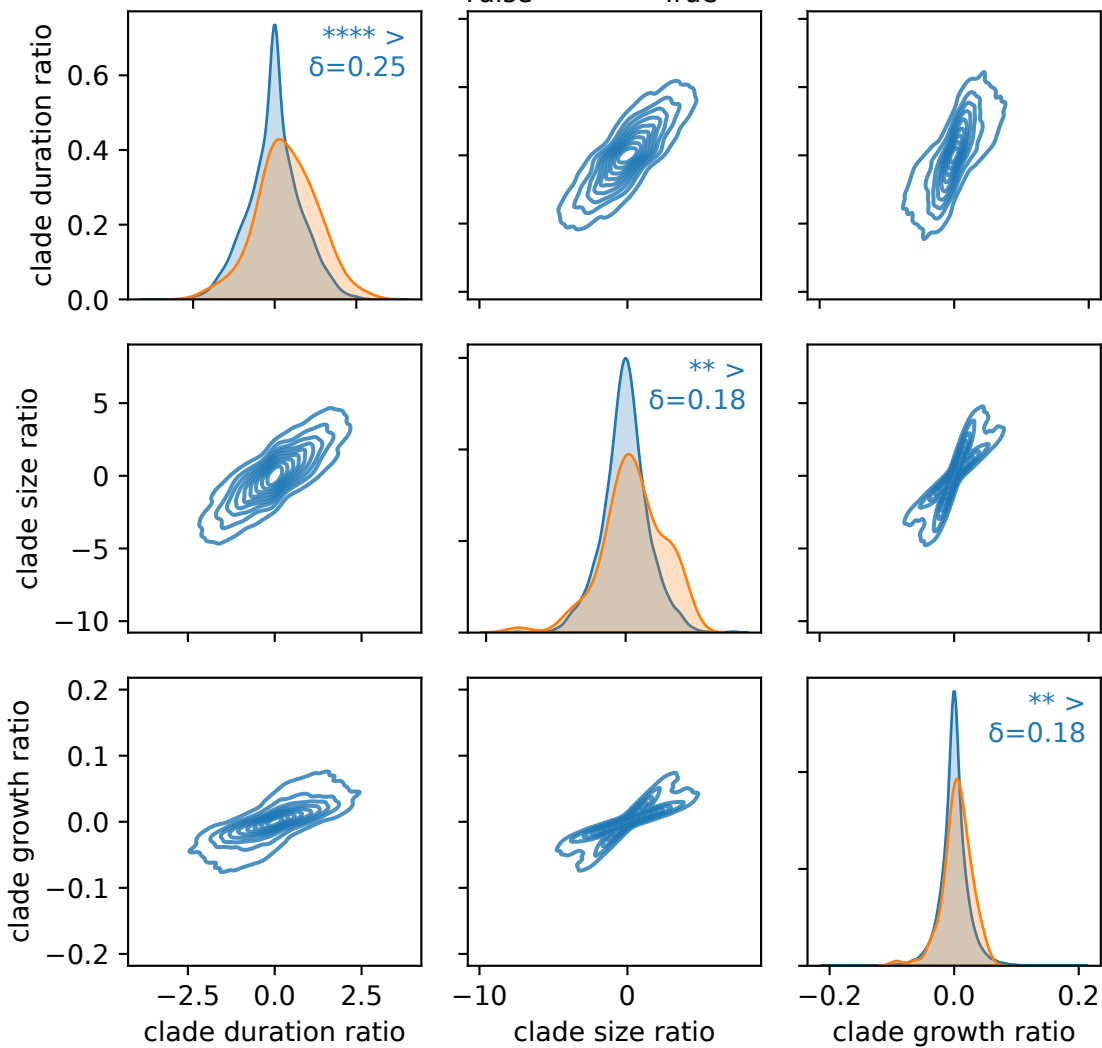 clade duration ratio
0.6
0.4
0.2
0.0
**** >
δ=0.25
clade size ratio
5
0
−5
−10
** >
δ=0.18
clade growth ratio
0.2
0.1
0.0
−0.1
−0.2
** >
δ=0.18
−2.5 0.0 2.5
−10 0
−0.2 0.0 0.2
clade duration ratio
clade size ratio
clade growth ratio